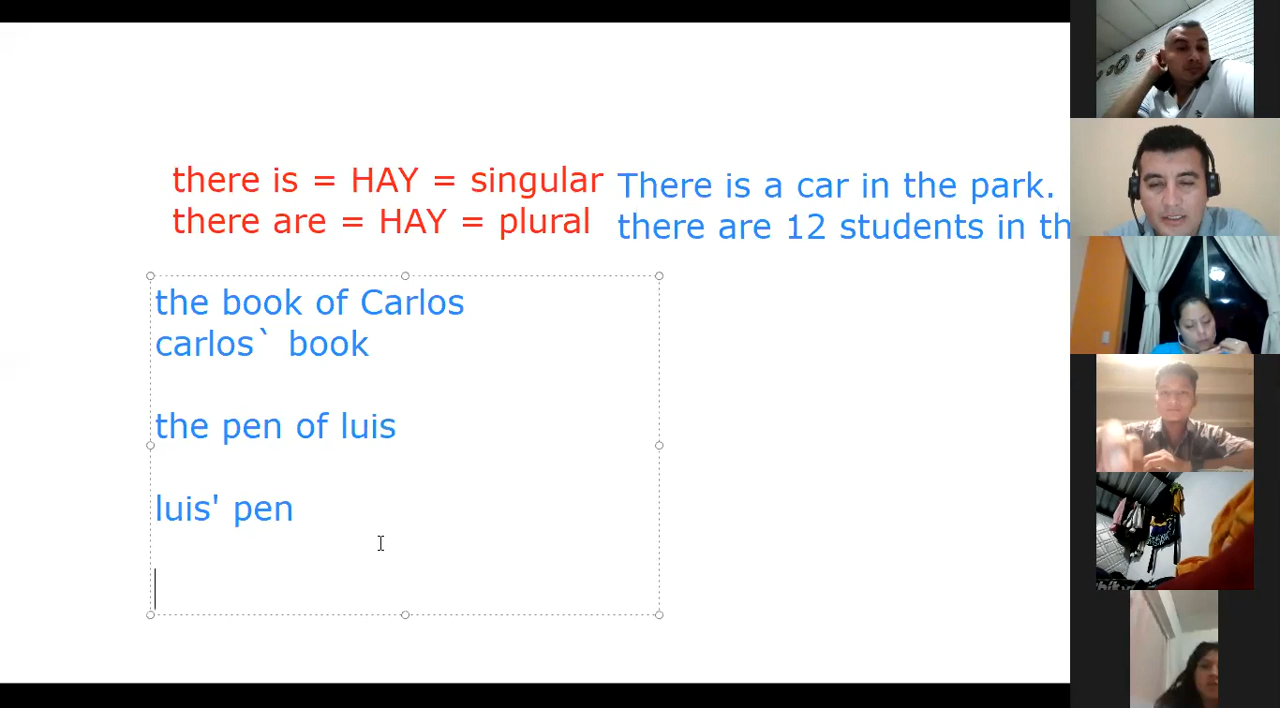 there is = HAY = singular
there are = HAY = plural
There is a car in the park.
there are 12 students in th
the book of Carlos
carlos` book
the pen of luis
luis' pen